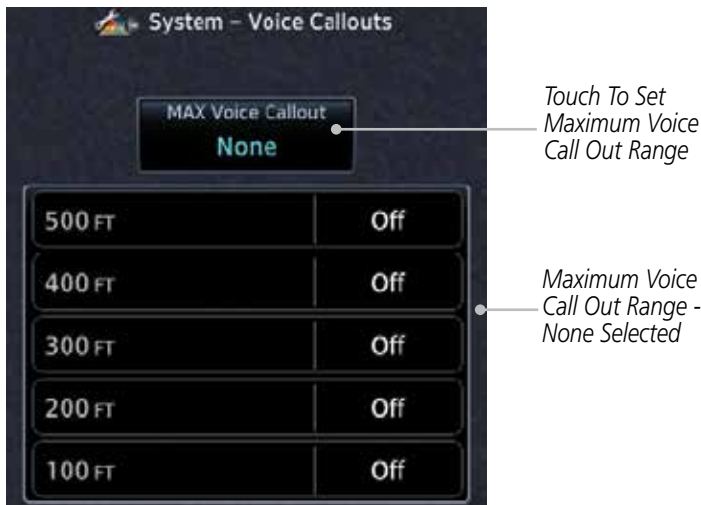 System – Voice Callouts
MAX Voice Callout
None
Touch To Set
Maximum Voice
Call Out Range
500 FT Off
400 FT Off
300 FT Off
200 FT Off
100 FT Off
Maximum Voice
Call Out Range -
None Selected